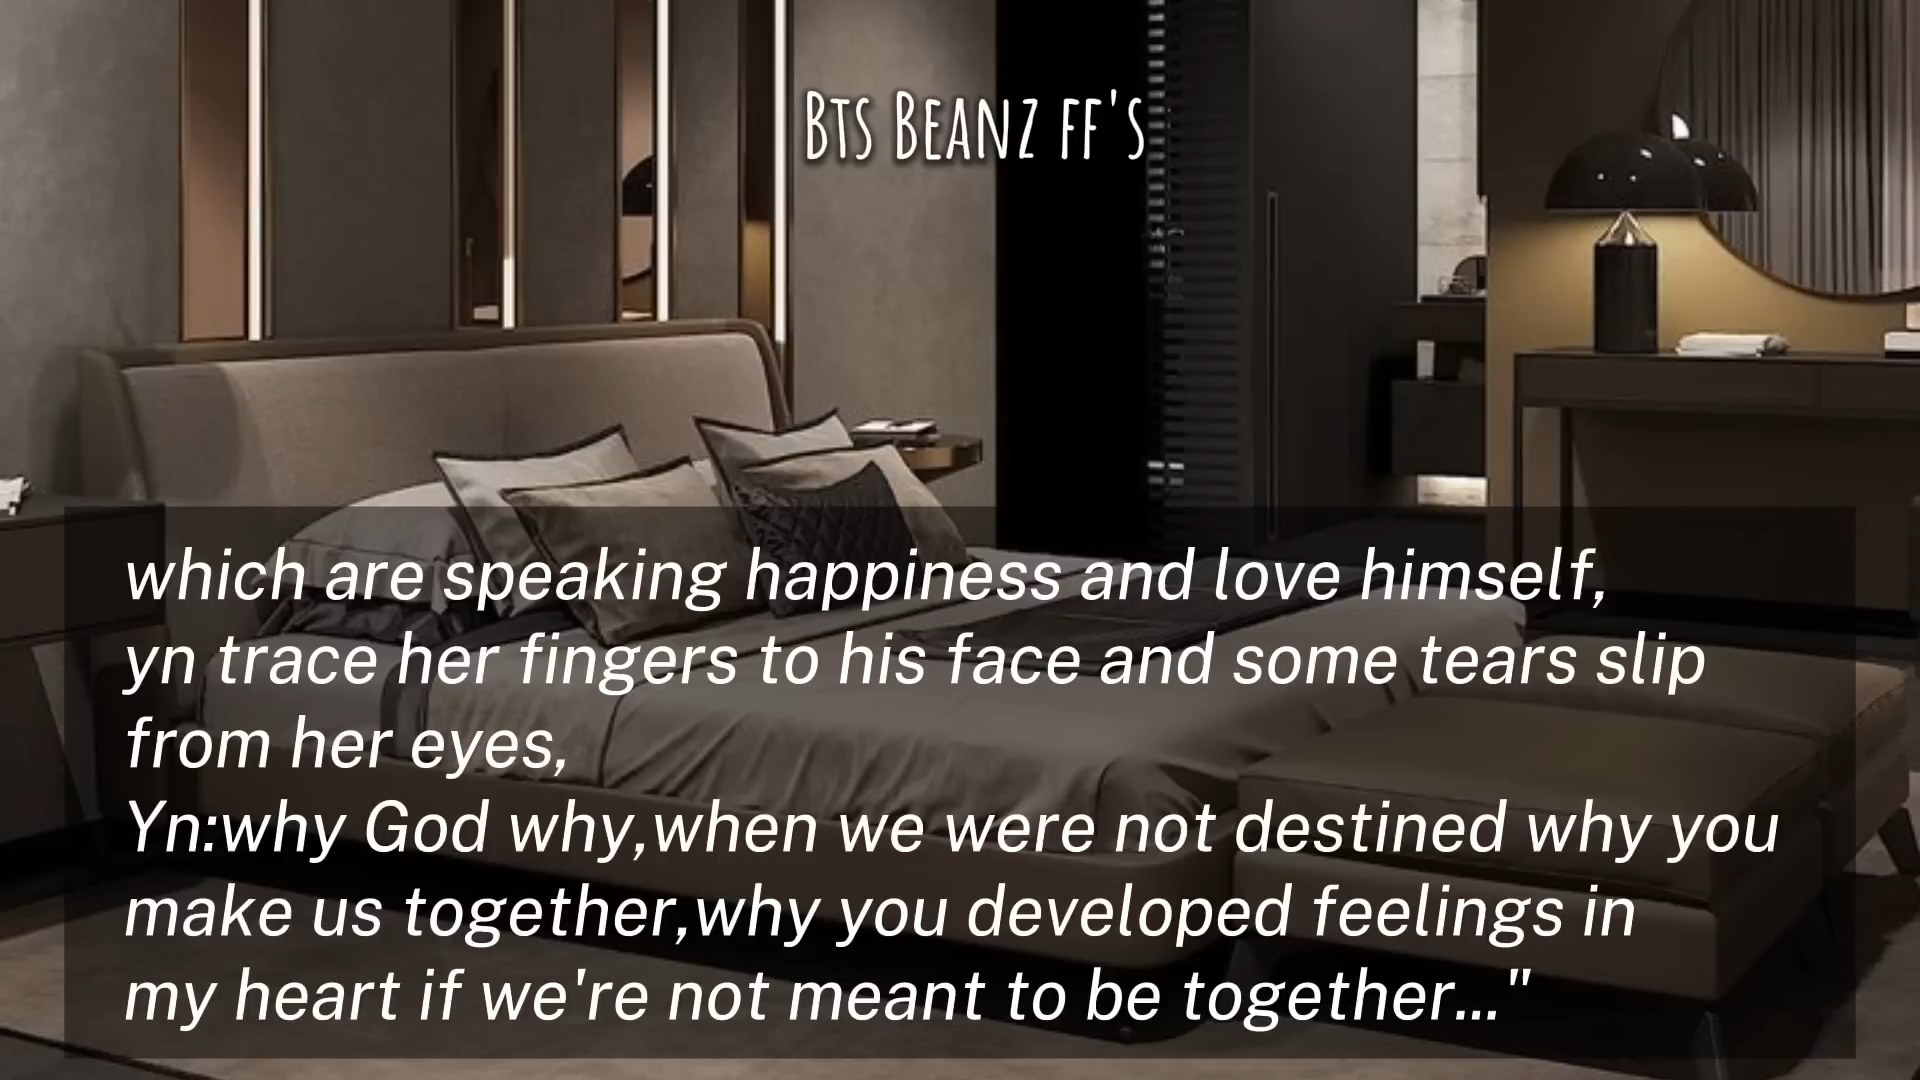 Bts Beanz ff's
which are speaking happiness and love himself,
yn trace her fingers to his face and some tears slip
from her eyes,
Yn:why God why,when we were not destined why you
make us together,why you developed feelings in
my heart if we're not meant to be together..."